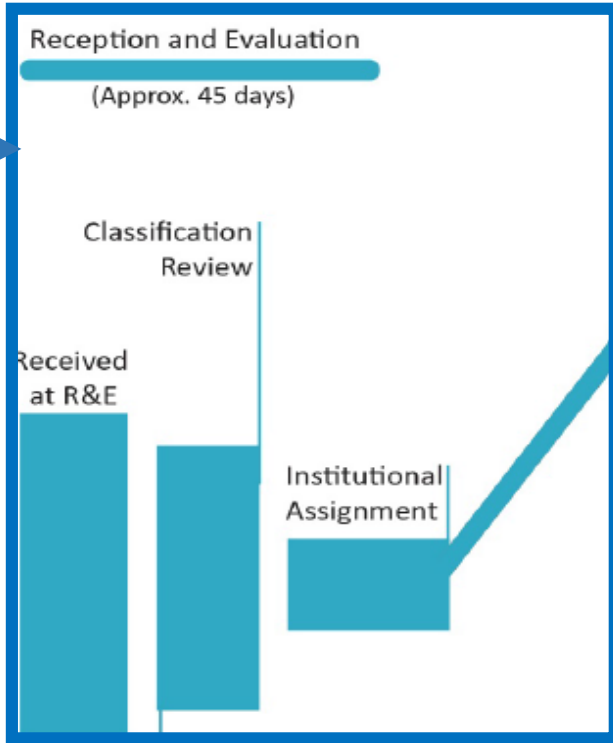 Reception and Evaluation
(Approx. 45 days)
Classification
Review
Received
at R&E
Institutional
Assignment